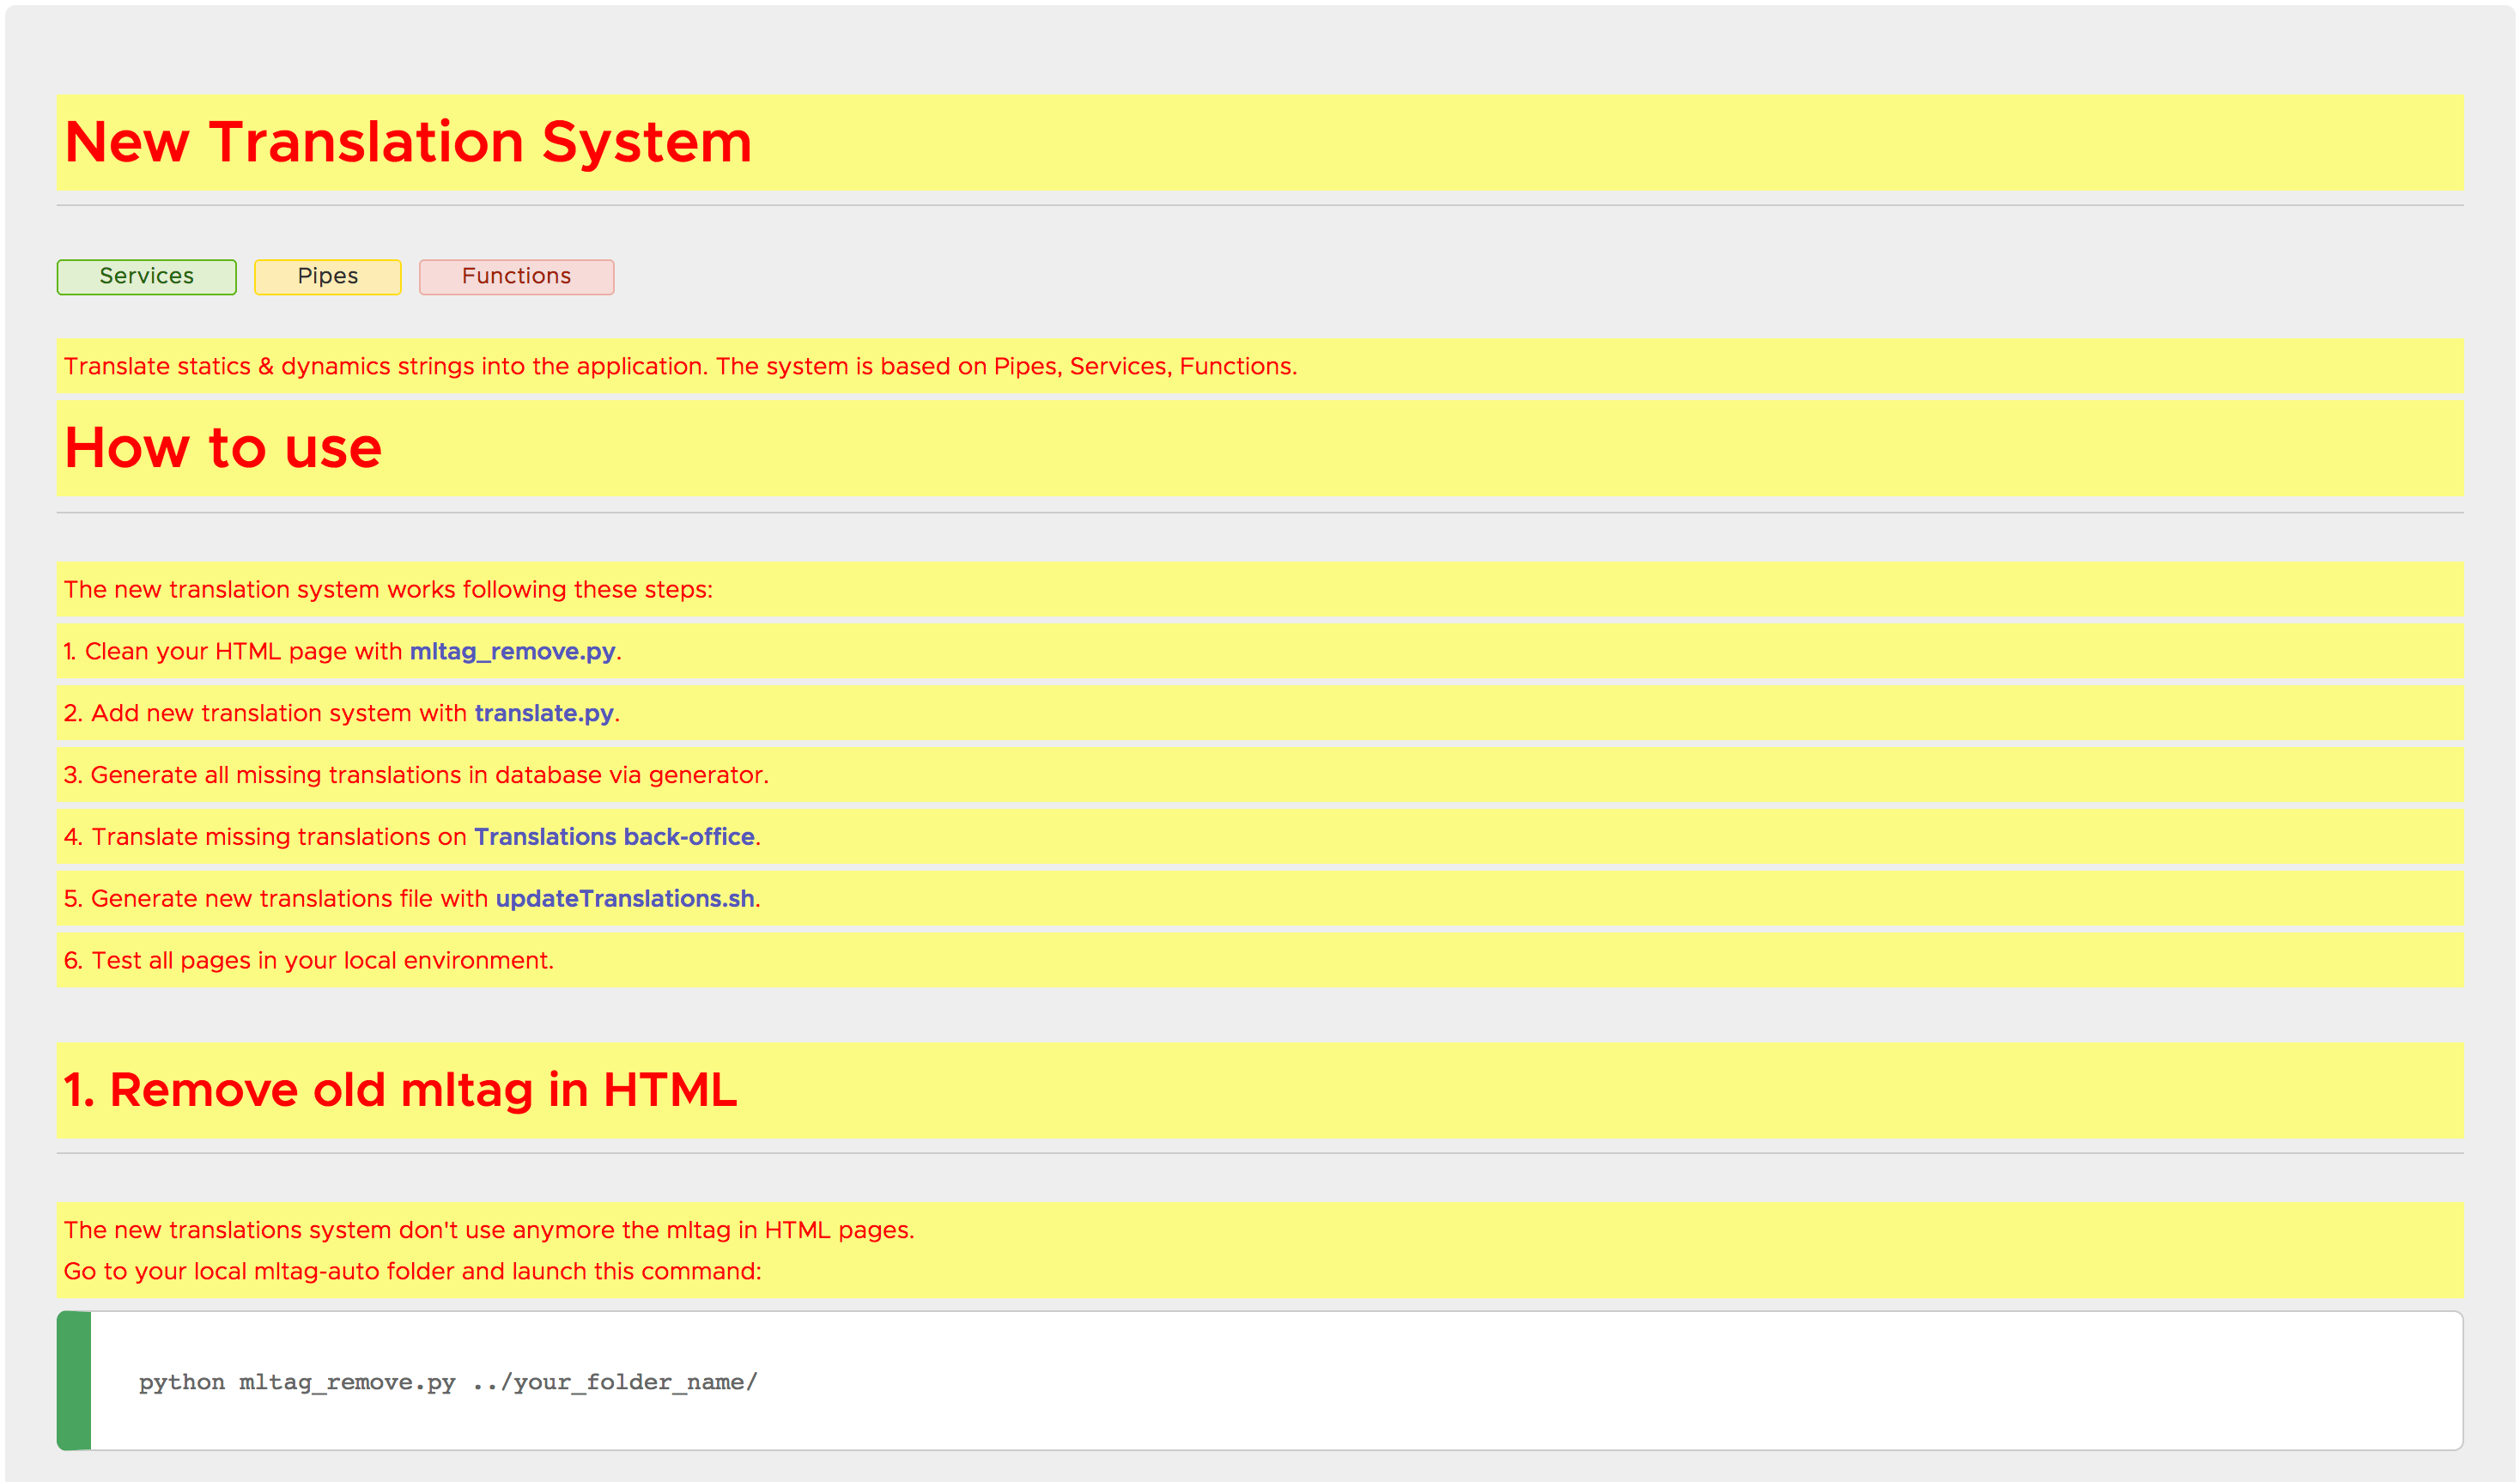 New Translation System
Services Pipes Functions
Translate statics & dynamics strings into the application. The system is based on Pipes, Services, Functions.
How to use
The new translation system works following these steps:
1. Clean your HTML page with mltag_remove.py.
2. Add new translation system with translate.py.
3. Generate all missing translations in database via generator.
4. Translate missing translations on Translations back-office.
5. Generate new translations file with updateTranslations.sh.
6. Test all pages in your local environment.
1. Remove old mltag in HTML
The new translations system don't use anymore the mltag in HTML pages.
Go to your local mltag-auto folder and launch this command:
python mltag_remove.py ../your_folder_name/